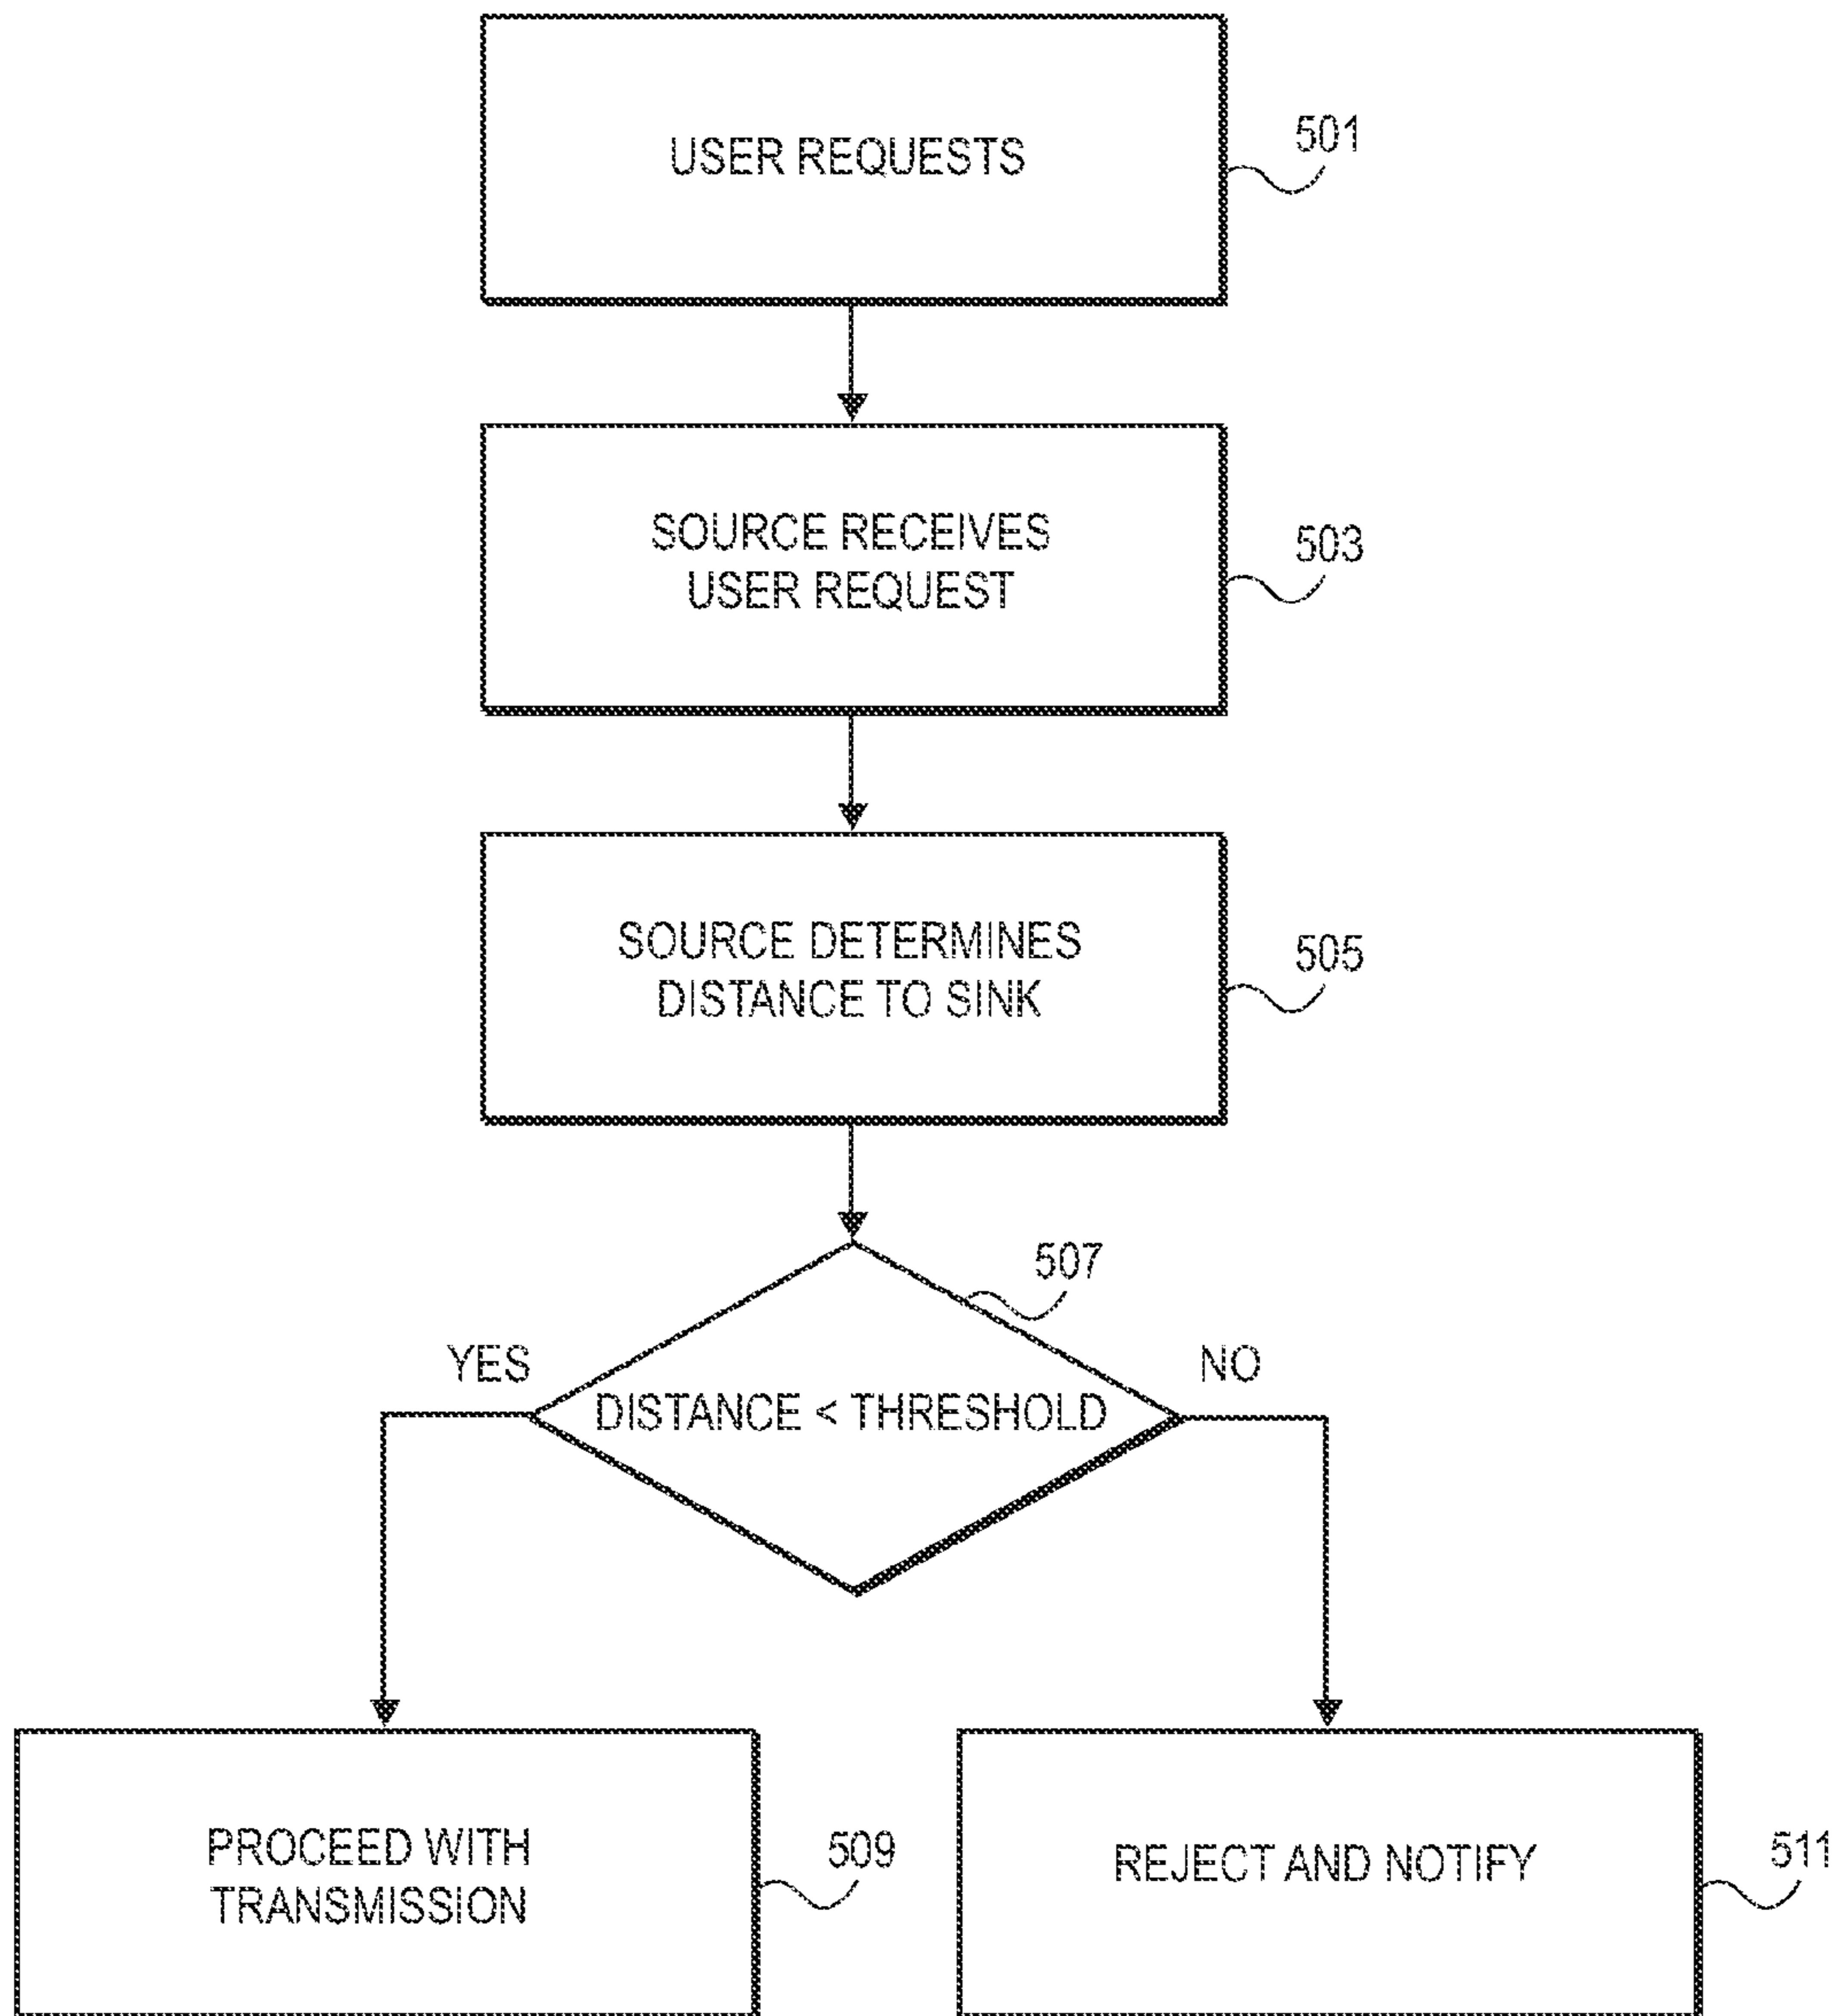 USER REQUESTS
501
SOURCE RECEIVES
USER REQUEST
503
SOURCE DETERMINES
DISTANCE TO SINK
505
507
YES
NO
DISTANCE < THRESHOLD
PROCEED WITH
TRANSMISSION
509
REJECT AND NOTIFY
511